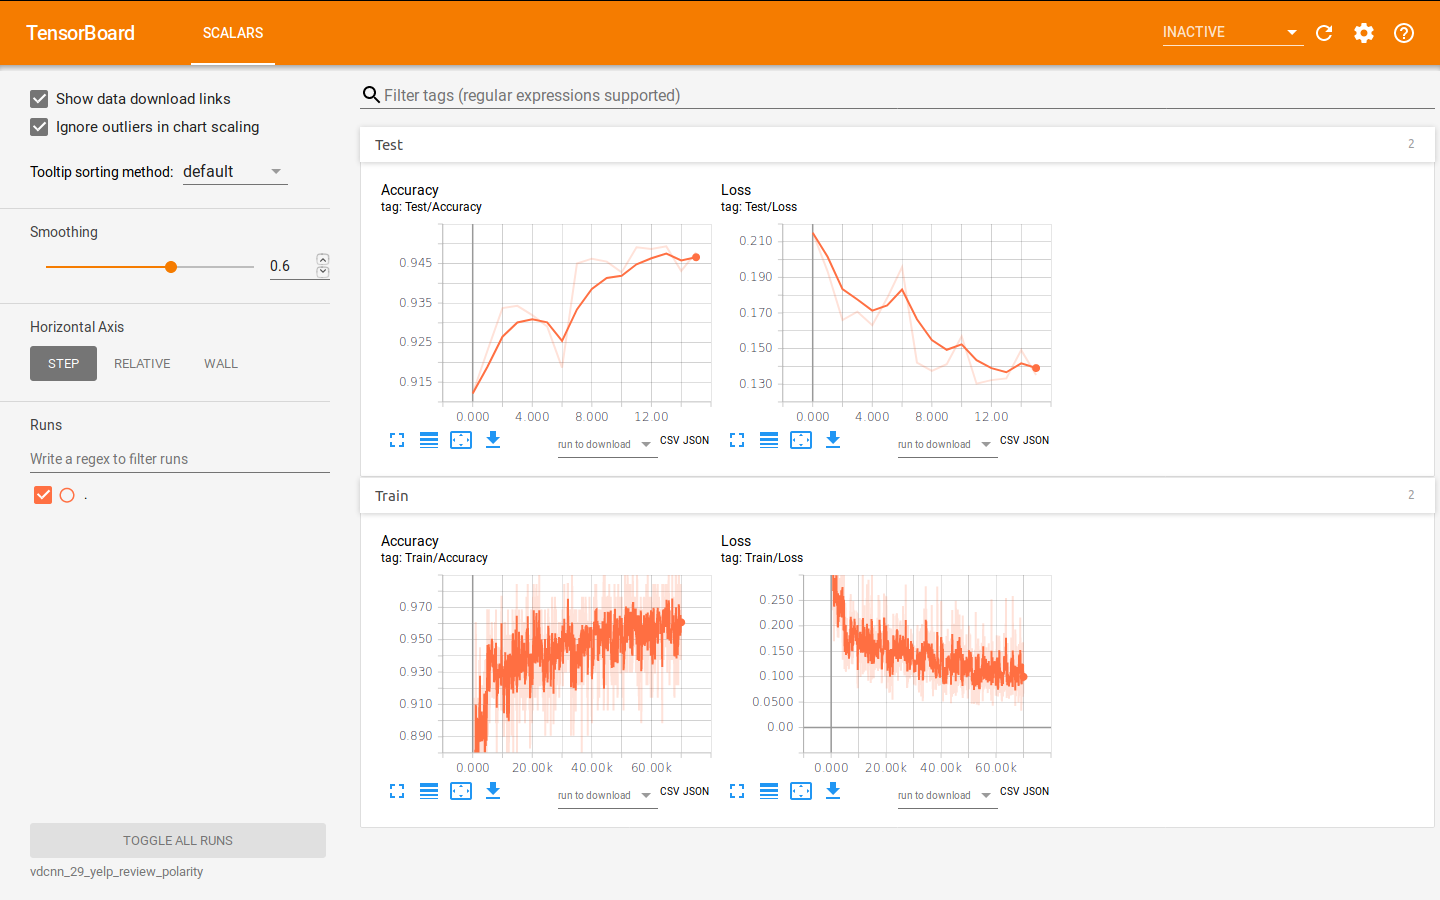 TensorBoard SCALARS INACTIVE
Show data download links
Ignore outliers in chart scaling
Tooltip sorting method: default
Smoothing
0.6
Horizontal Axis
STEP RELATIVE WALL
Runs
Write a regex to filter runs
.
TOGGLE ALL RUNS
vdcnn_29_yelp_review_polarity
Filter tags (regular expressions supported)
Test 2
Accuracy
tag: Test/Accuracy
0.945
0.935
0.925
0.915
0.000 4.000 8.000 12.00
run to download CSV JSON
Loss
tag: Test/Loss
0.210
0.190
0.170
0.150
0.130
0.000 4.000 8.000 12.00
run to download CSV JSON
Train 2
Accuracy
tag: Train/Accuracy
0.970
0.950
0.930
0.910
0.890
0.000 20.00k 40.00k 60.00k
run to download CSV JSON
Loss
tag: Train/Loss
0.250
0.200
0.150
0.100
0.0500
0.00
0.000 20.00k 40.00k 60.00k
run to download CSV JSON